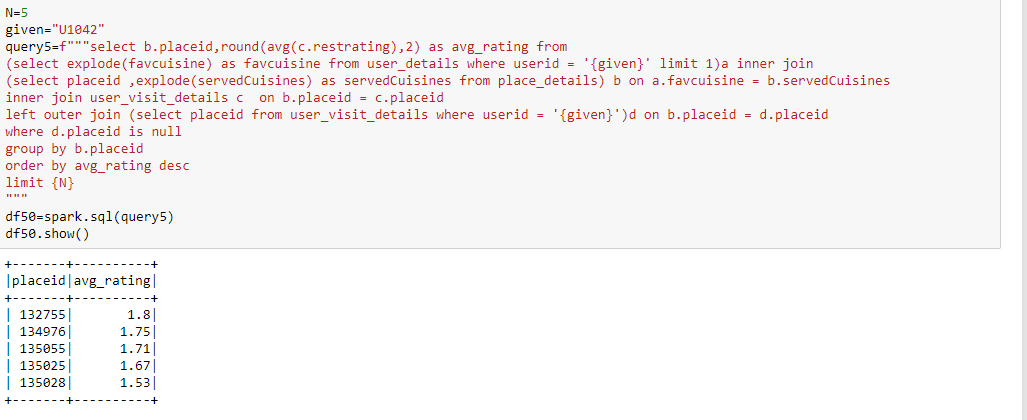 N=5
given="U1042"
query5=f"""select b.placeid,round(avg(c.restrating),2) as avg_rating from
(select explode(favcuisine) as favcuisine from user_details where userid = '{given}' limit 1)a inner join
(select placeid ,explode(servedCuisines) as servedCuisines from place_details) b on a.favcuisine = b.servedCuisines
inner join user_visit_details c  on b.placeid = c.placeid
left outer join (select placeid from user_visit_details where userid = '{given}')d on b.placeid = d.placeid
where d.placeid is null
group by b.placeid
order by avg_rating desc
limit {N}
"""
df50=spark.sql(query5)
df50.show()
+-------+----------+
|placeid|avg_rating|
+-------+----------+
| 132755|       1.8|
| 134976|      1.75|
| 135055|      1.71|
| 135025|      1.67|
| 135028|      1.53|
+-------+----------+